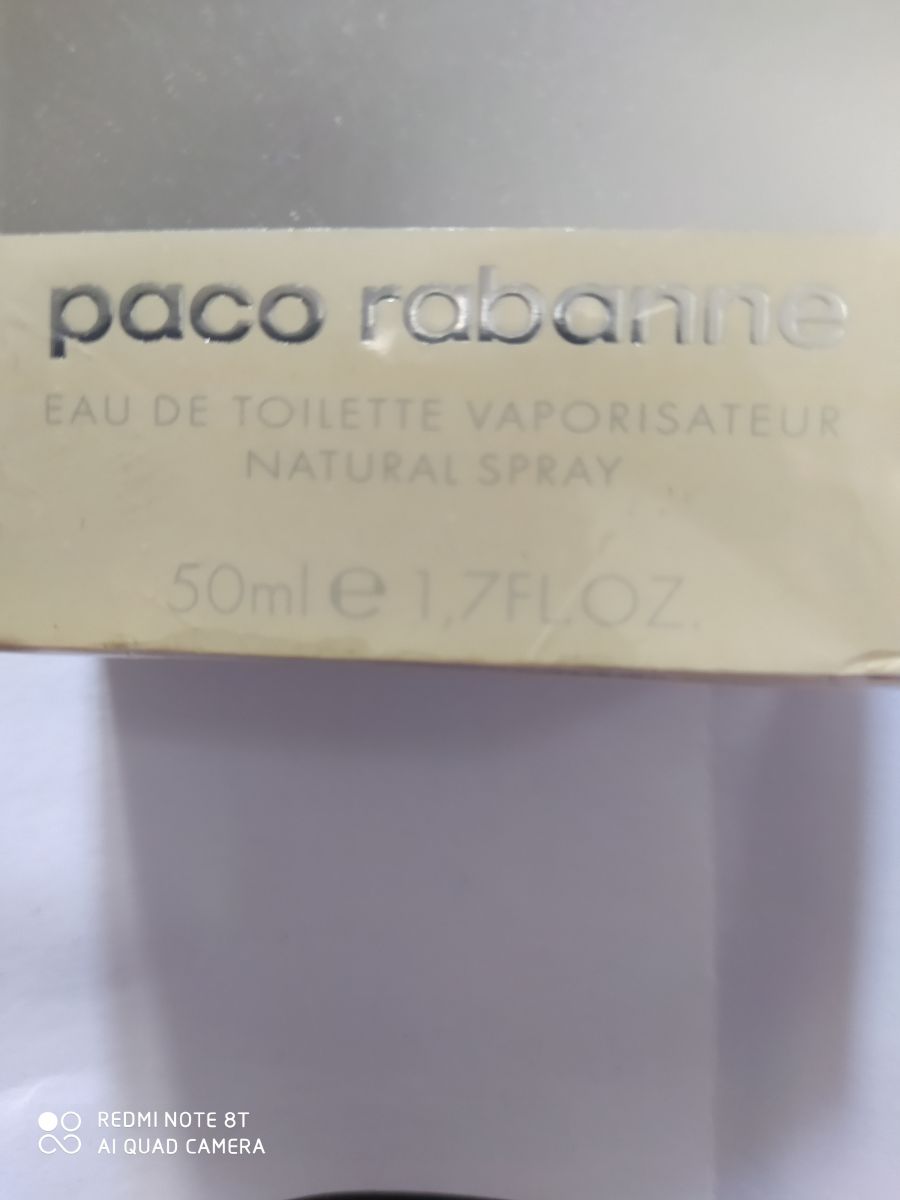 paco rabanne
EAU DE TOILETTE VAPORISATEUR
NATURAL SPRAY
50ml e 1,7FL.OZ.
REDMI NOTE 8T
AI QUAD CAMERA